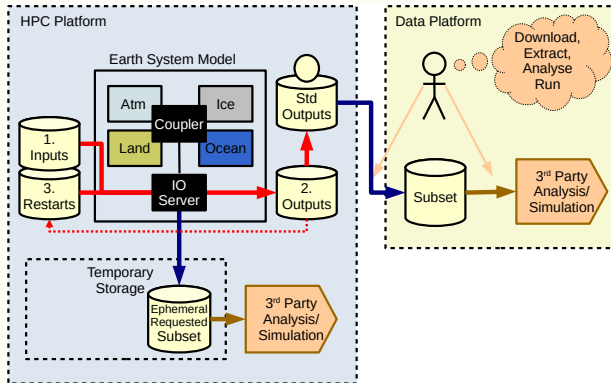 HPC Platform
Data Platform
Earth System Model
Atm
Ice
Coupler
Land
Ocean
IO
Server
1.
Inputs
3.
Restarts
Std
Outputs
2.
Outputs
Download,
Extract,
Analyse
Run
Subset
3rd Party
Analysis/
Simulation
Temporary
Storage
Ephemeral
Requested
Subset
3rd Party
Analysis/
Simulation